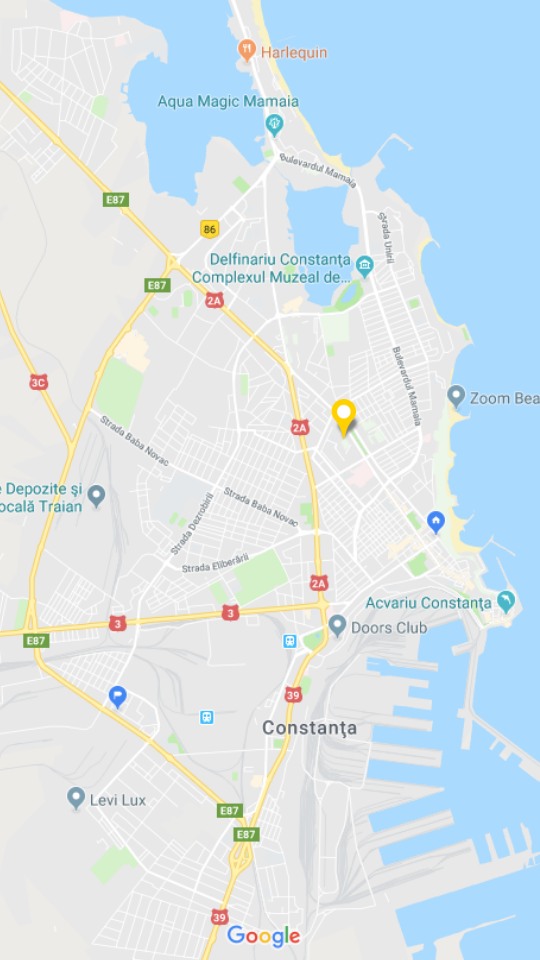 Harlequin
Aqua Magic Mamaia
Bulevardul Mamaia
E87
86
Strada Unirii
Delfinariu Constanța
Complexul Muzeal de...
E87
2A
3C
Bulevardul Mamaia
Zoom Bea
2A
Strada Baba Novac
e Depozite și
ocală Traian
Strada Dezrobirii
Strada Baba Novac
Strada Eliberării
2A
Acvariu Constanța
3
3
Doors Club
E87
39
Constanța
Levi Lux
E87
E87
39
Google